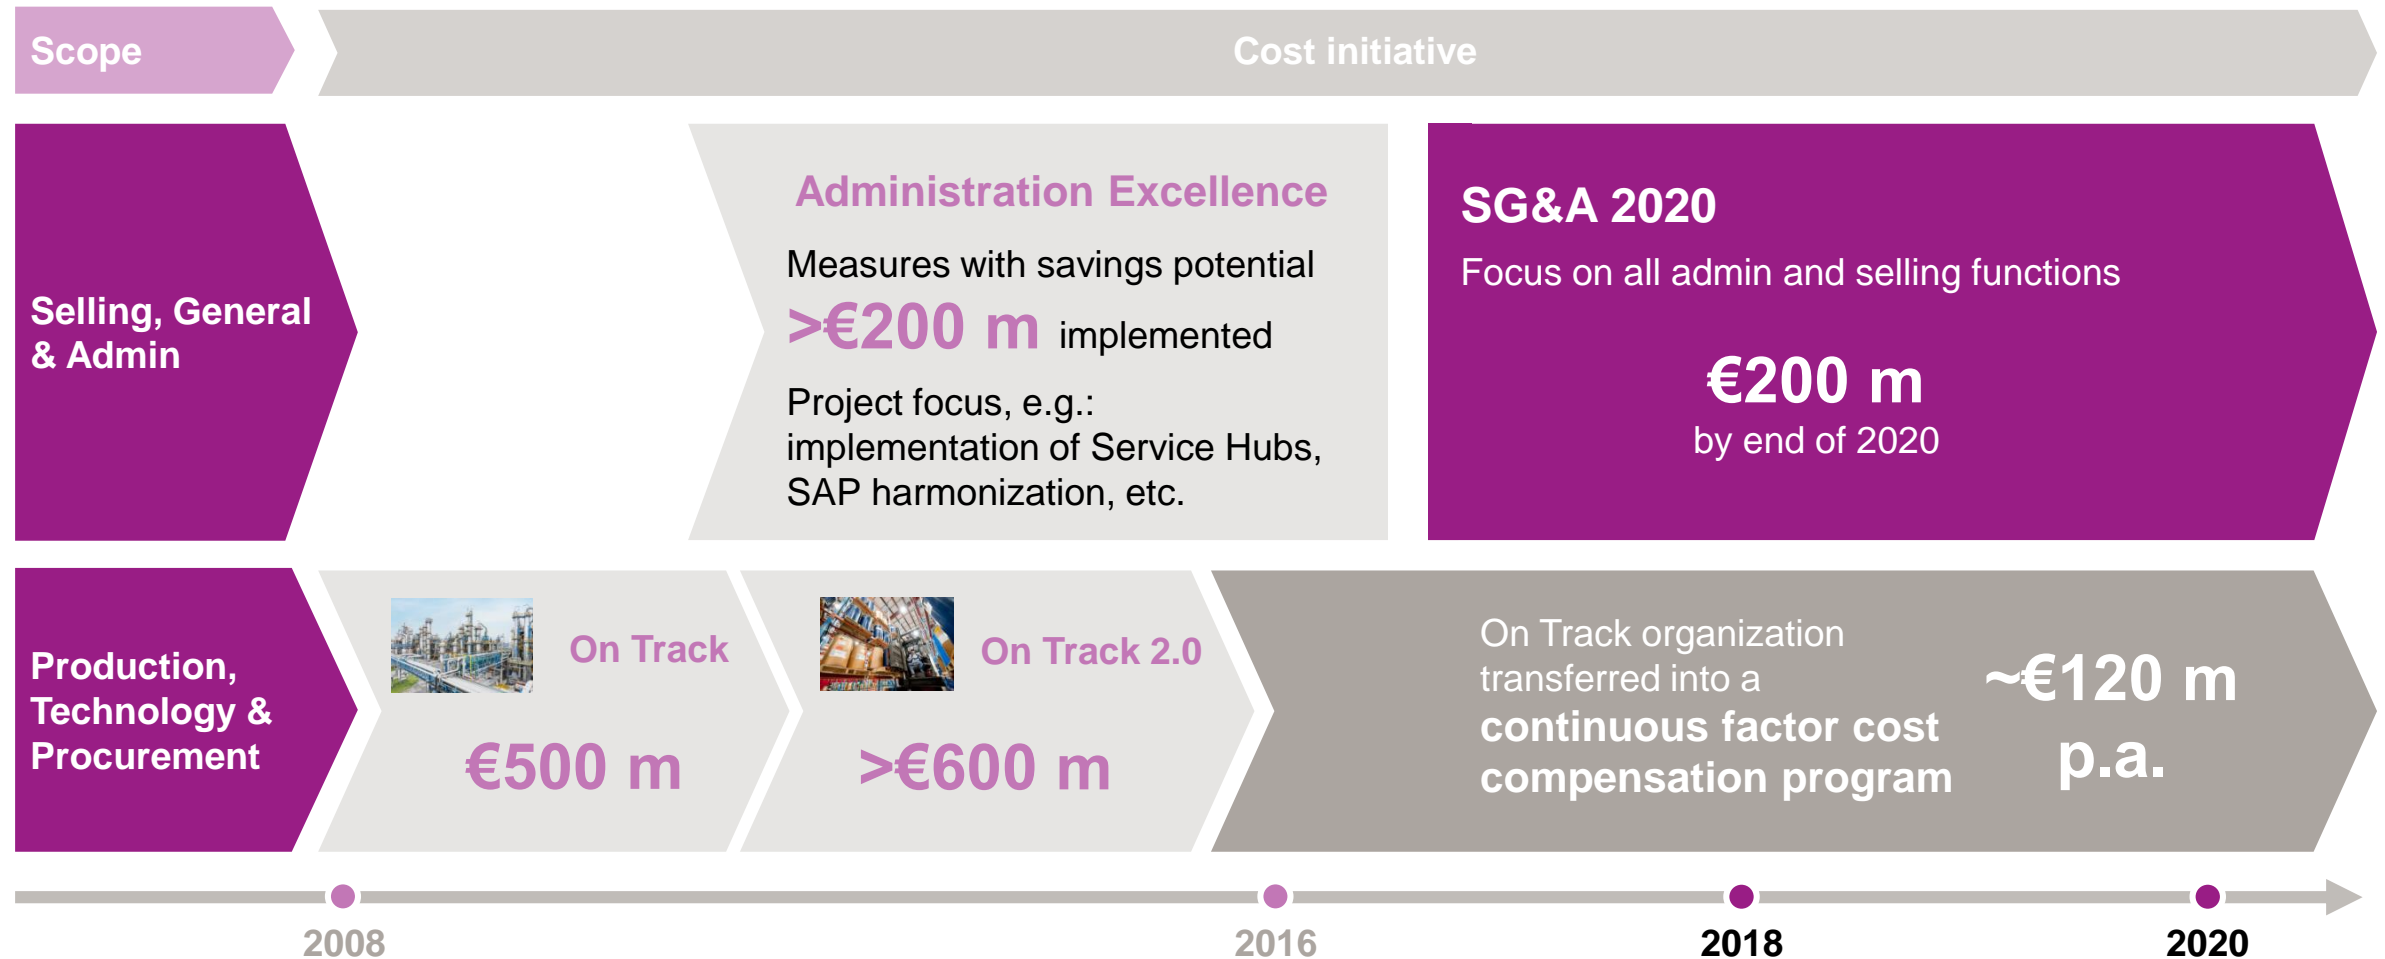 Scope
Cost initiative
Selling, General
& Admin
Administration Excellence
Measures with savings potential
>€200 m implemented
Project focus, e.g.:
implementation of Service Hubs,
SAP harmonization, etc.
SG&A 2020
Focus on all admin and selling functions
€200 m
by end of 2020
Production,
Technology &
Procurement
On Track
€500 m
On Track 2.0
>€600 m
On Track organization
transferred into a
continuous factor cost
compensation program
~€120 m
p.a.
2008
2016
2018
2020